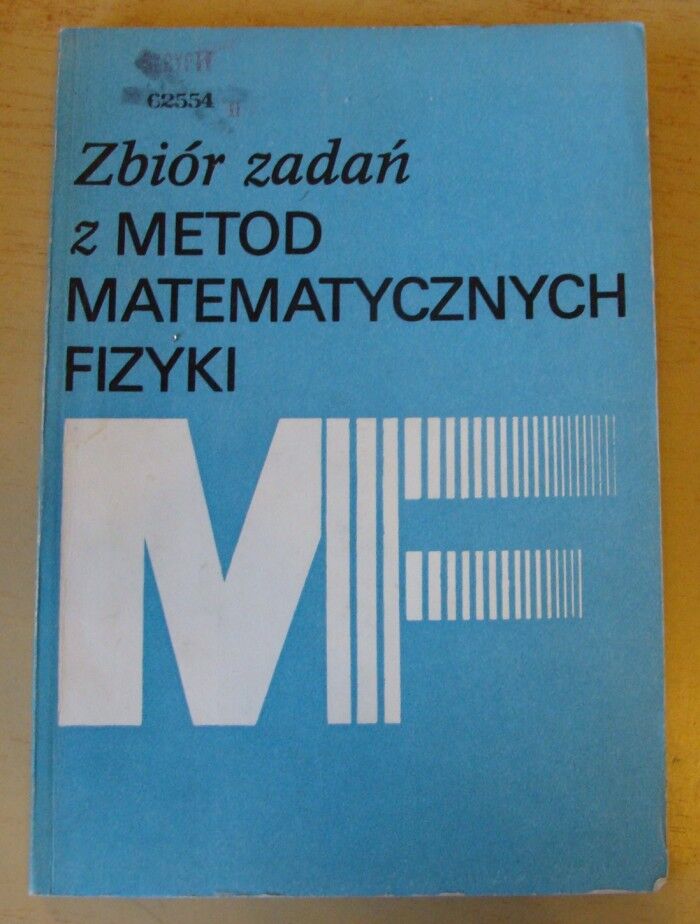 62554
Zbiór zadań
z METOD
MATEMATYCZNYCH
FIZYKI
MF